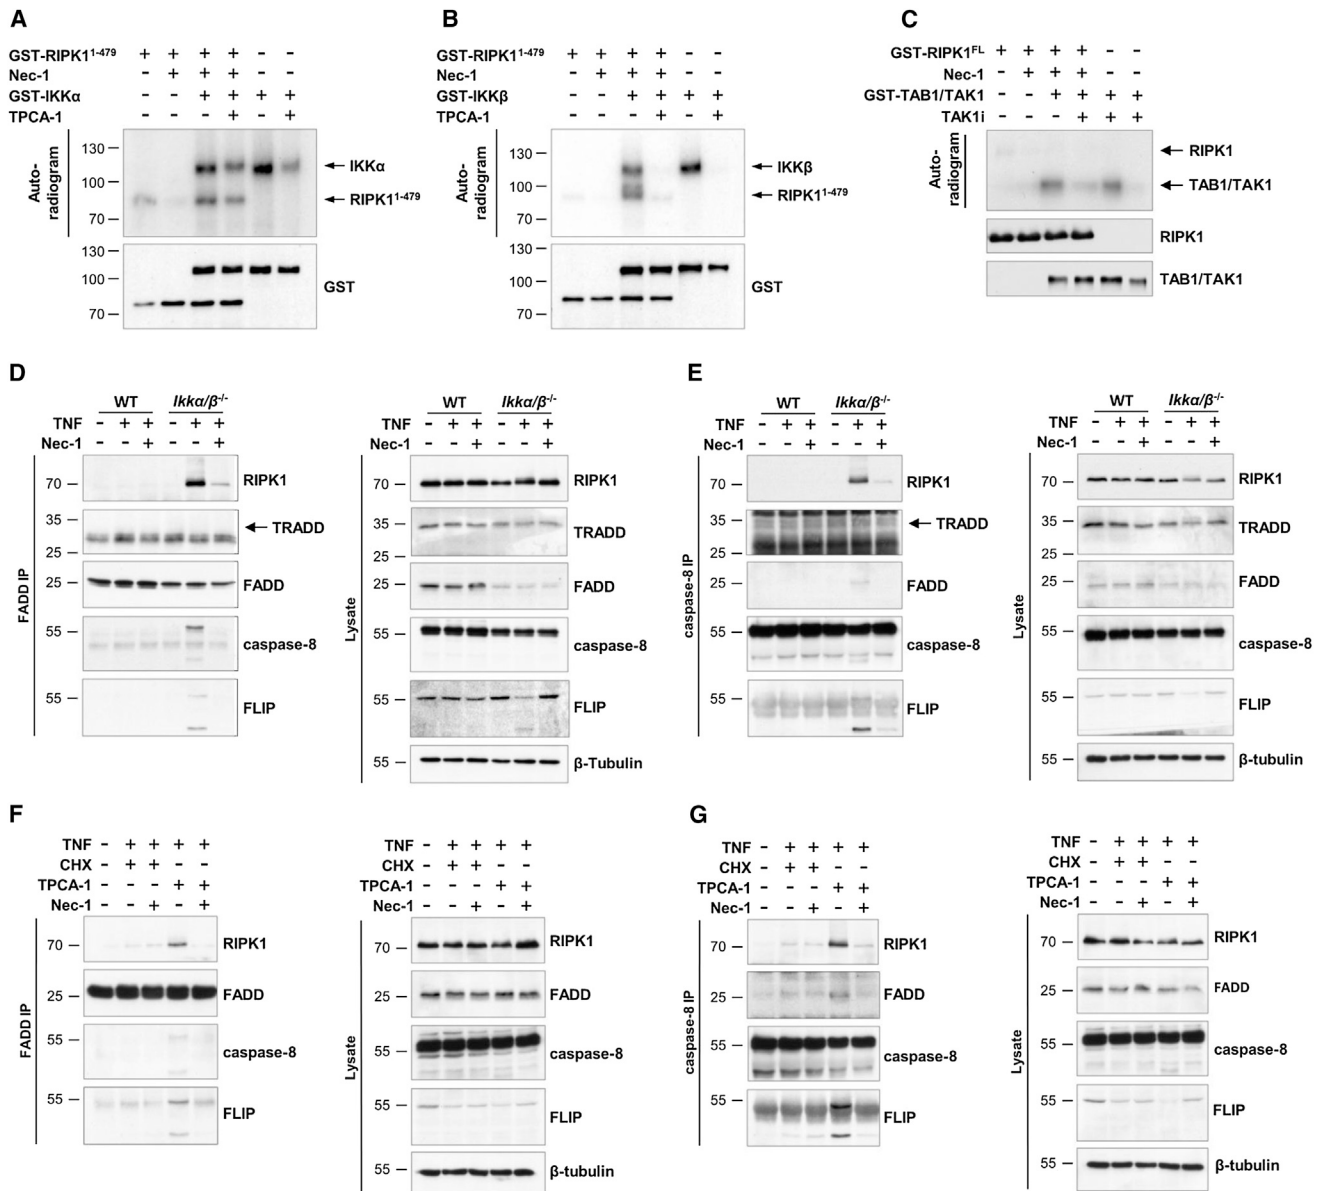 A
GST-RIPK1¹⁻⁴⁷⁹ + + + + - -
Nec-1 - + + + - -
GST-IKKα - - + + + +
TPCA-1 - - - + - +
Auto-radiogram
130
100
70
IKKα
RIPK1¹⁻⁴⁷⁹
130
100
70
GST
B
GST-RIPK1¹⁻⁴⁷⁹ + + + + - -
Nec-1 - + + + - -
GST-IKKβ - - + + + +
TPCA-1 - - - + - +
Auto-radiogram
130
100
70
IKKβ
RIPK1¹⁻⁴⁷⁹
130
100
70
GST
C
GST-RIPK1ᶠᴸ + + + + - -
Nec-1 - + + + - -
GST-TAB1/TAK1 - - + + + +
TAK1i - - - + + +
Auto-radiogram
RIPK1
TAB1/TAK1
RIPK1
TAB1/TAK1
D
WT Ikkα/β⁻/⁻
TNF - + + - + +
Nec-1 - - + - - +
FADD IP
70 RIPK1
35
25
TRADD
25 FADD
55 caspase-8
55 FLIP
WT Ikkα/β⁻/⁻
TNF - + + - + +
Nec-1 - - + - - +
Lysate
70 RIPK1
35
25
TRADD
25 FADD
55 caspase-8
55 FLIP
55 β-Tubulin
E
WT Ikkα/β⁻/⁻
TNF - + + - + +
Nec-1 - - + - - +
caspase-8 IP
70 RIPK1
35
25
TRADD
25 FADD
55 caspase-8
55 FLIP
WT Ikkα/β⁻/⁻
TNF - + + - + +
Nec-1 - - + - - +
Lysate
70 RIPK1
35
25
TRADD
25 FADD
55 caspase-8
55 FLIP
55 β-tubulin
F
TNF - + + + +
CHX - + + - -
TPCA-1 - - - + +
Nec-1 - - + - +
FADD IP
70 RIPK1
25 FADD
55 caspase-8
55 FLIP
TNF - + + + +
CHX - + + - -
TPCA-1 - - - + +
Nec-1 - - + - +
Lysate
70 RIPK1
25 FADD
55 caspase-8
55 FLIP
55 β-tubulin
G
TNF - + + + +
CHX - + + - -
TPCA-1 - - - + +
Nec-1 - - + - +
caspase-8 IP
70 RIPK1
25 FADD
55 caspase-8
55 FLIP
TNF - + + + +
CHX - + + - -
TPCA-1 - - - + +
Nec-1 - - + - +
Lysate
70 RIPK1
25 FADD
55 caspase-8
55 FLIP
55 β-tubulin